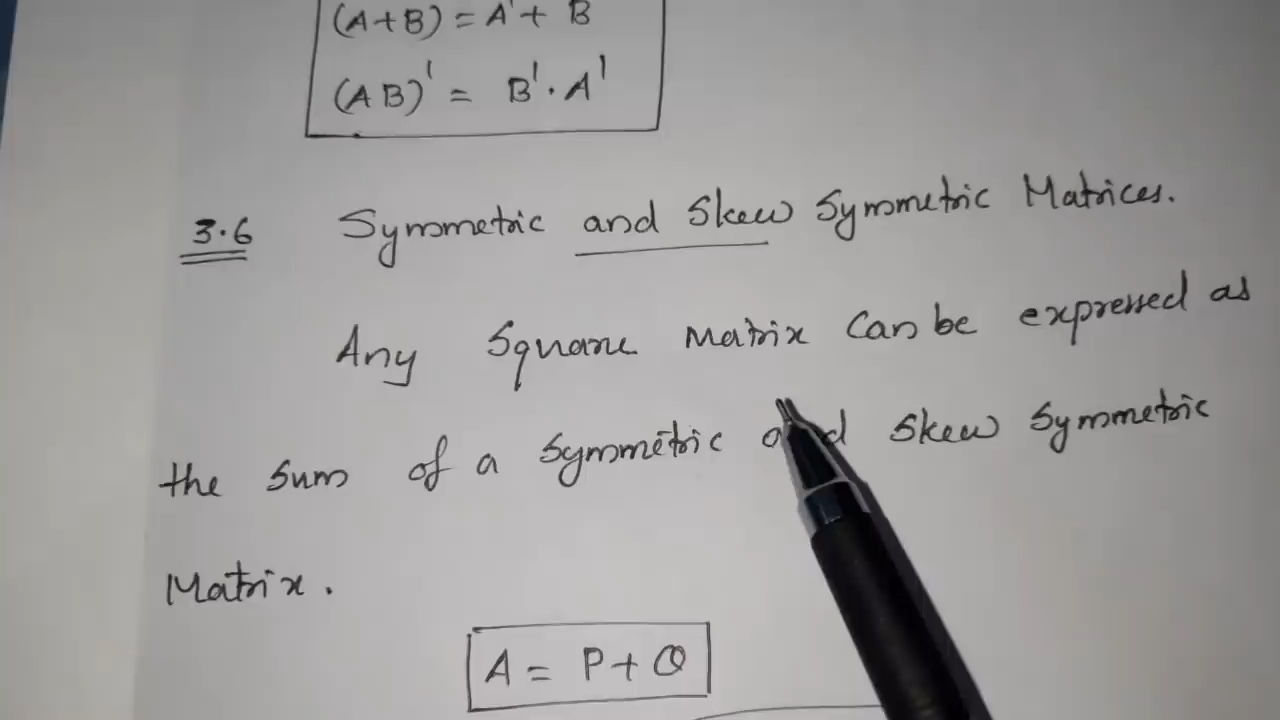 (A+B) = A' + B
(AB)' = B'. A'
3.6 Symmetric and Skew Symmetric Matrices.
Any Square Matrix Can be expressed as
the Sum of a Symmetric and Skew Symmetric
Matrix.
A = P + Q